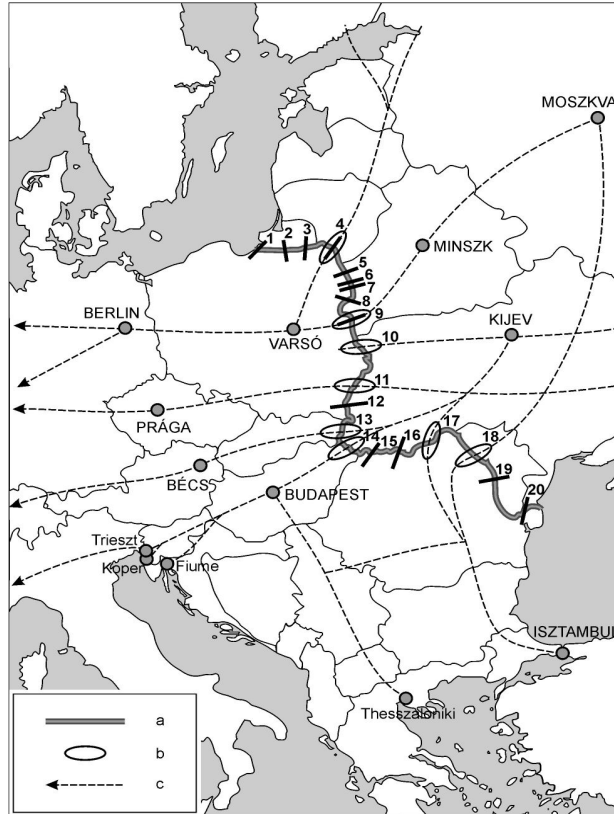 MOSZKVA
4
1
2
3
MINSZK
5
6
7
8
BERLIN
VARSÓ
9
KIJEV
10
11
12
PRÁGA
13
17
14
15
16
18
BÉCS
19
BUDAPEST
20
Trieszt
Koper
Fiume
ISZTAMBUL
Thesszaloniki
a
b
c